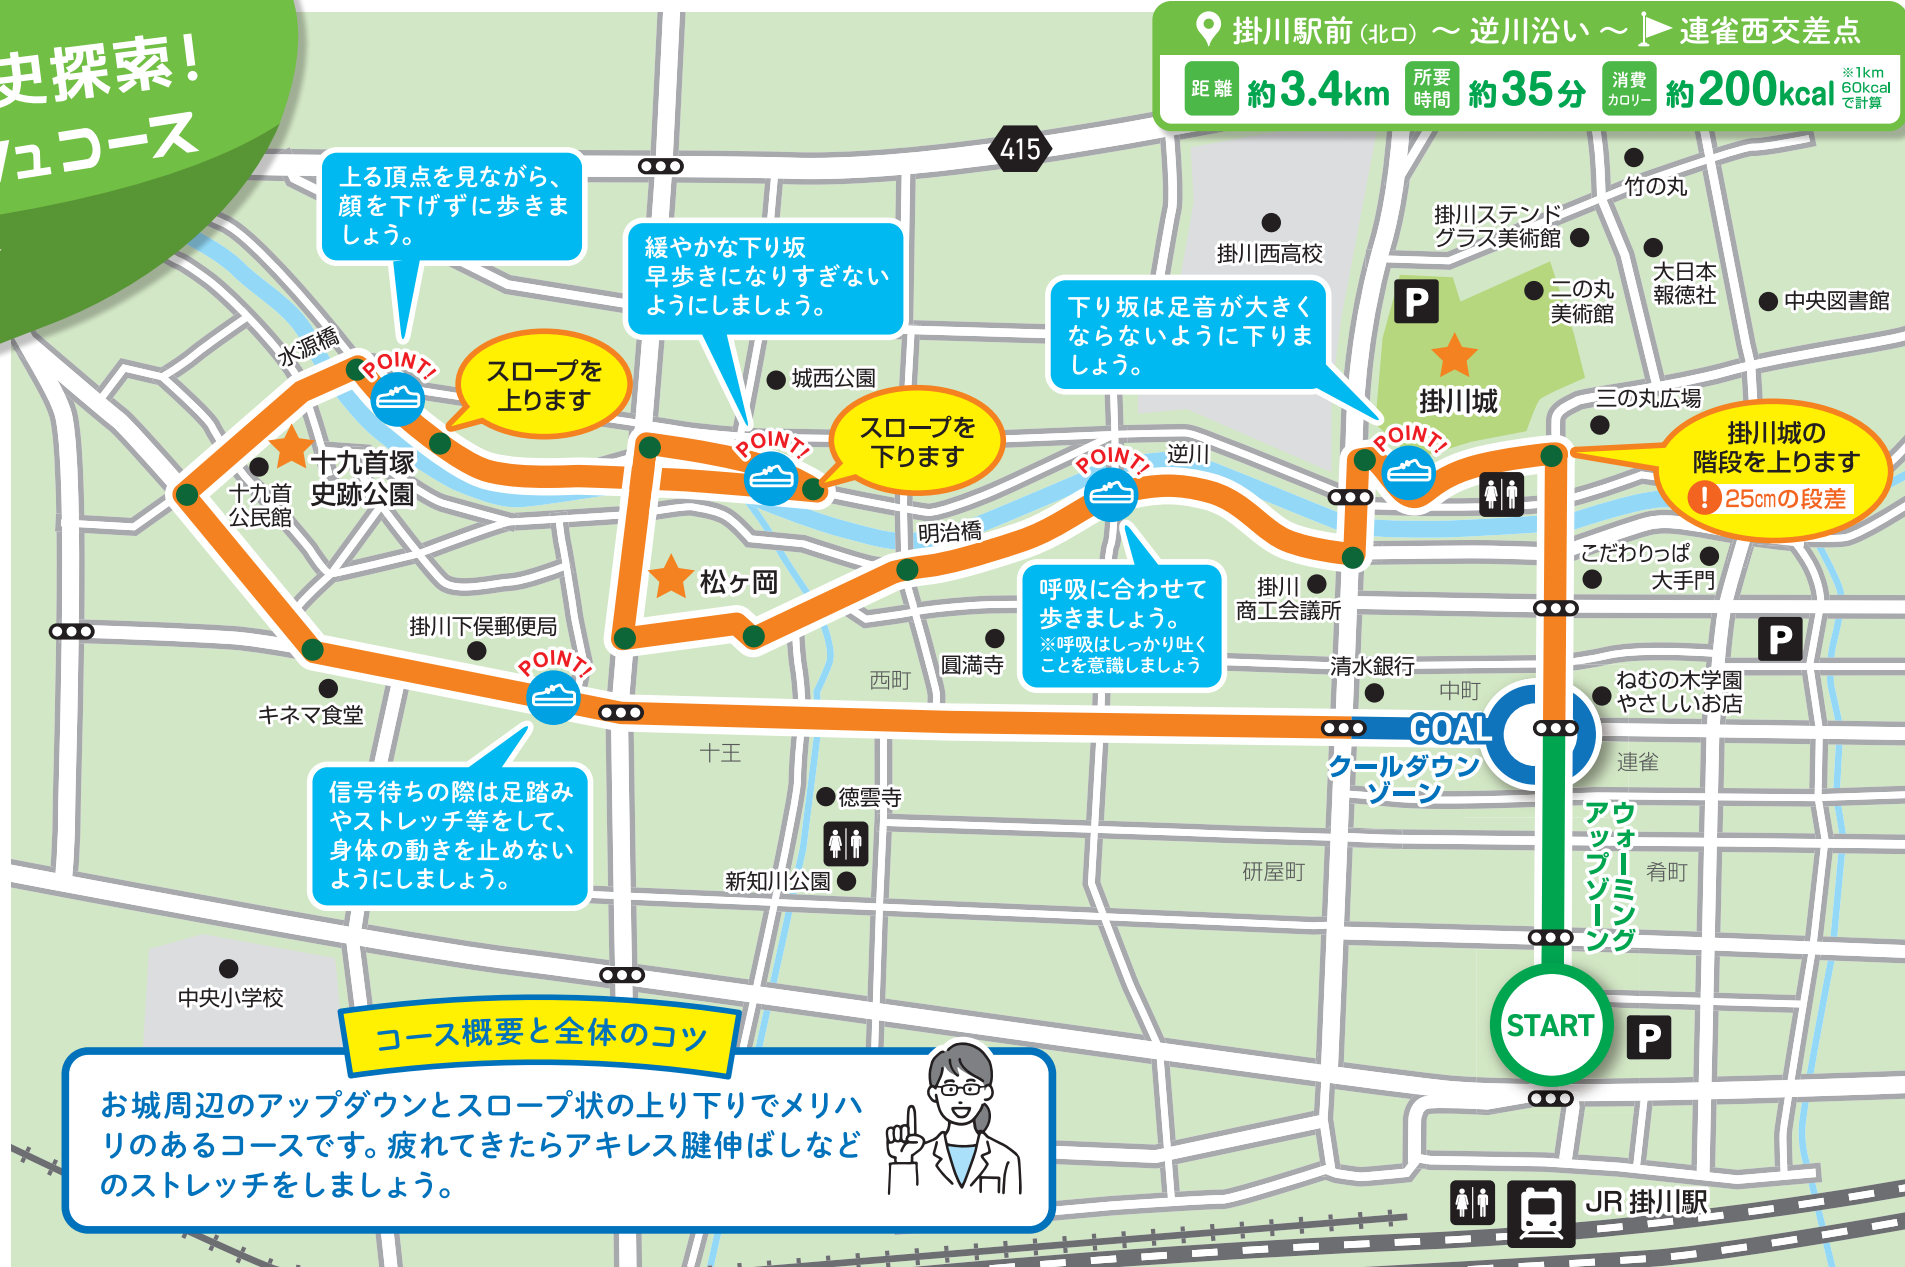 史探索!
ュコース
掛川駅前(北口)～逆川沿い～連雀西交差点
距離 約3.4km 所要時間 約35分 消費カロリー 約200kcal
※1km
60kcal
で計算
415
上る頂点を見ながら、
顔を下げずに歩きま
しょう。
緩やかな下り坂
早歩きになりすぎない
ようにしましょう。
下り坂は足音が大きく
ならないように下りま
しょう。
掛川西高校
竹の丸
掛川ステンド
グラス美術館
大日本
報徳社
二の丸
美術館
中央図書館
P
掛川城
三の丸広場
水源橋
POINT!
スロープを
上ります
城西公園
POINT!
スロープを
下ります
POINT!
逆川
POINT!
掛川城の
階段を上ります
!25cmの段差
十九首塚
史跡公園
十九首
公民館
明治橋
松ヶ岡
呼吸に合わせて
歩きましょう。
※呼吸はしっかり吐く
ことを意識しましょう
掛川
商工会議所
こだわりっぱ
大手門
P
掛川下俣郵便局
POINT!
キネマ食堂
圓満寺
西町
清水銀行
中町
ねむの木学園
やさしいお店
GOAL
クールダウン
ゾーン
連雀
十王
信号待ちの際は足踏み
やストレッチ等をして、
身体の動きを止めない
ようにしましょう。
徳雲寺
新知川公園
研屋町
肴町
ウォーミング
アップゾーン
中央小学校
START
P
コース概要と全体のコツ
お城周辺のアップダウンとスロープ状の上り下りでメリハ
リのあるコースです。疲れてきたらアキレス腱伸ばしなど
のストレッチをしましょう。
JR 掛川駅